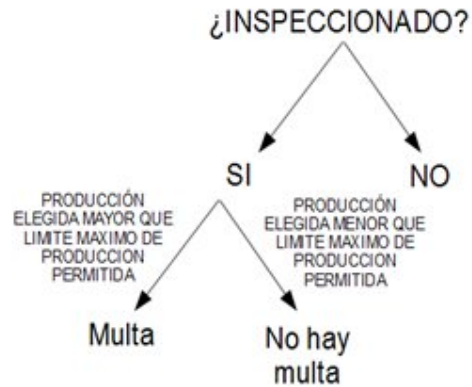 ¿INSPECCIONADO?
SI
NO
PRODUCCIÓN
ELEGIDA MAYOR QUE
LIMITE MAXIMO DE
PRODUCCION
PERMITIDA
PRODUCCIÓN
ELEGIDA MENOR QUE
LIMITE MAXIMO DE
PRODUCCION
PERMITIDA
Multa
No hay
multa